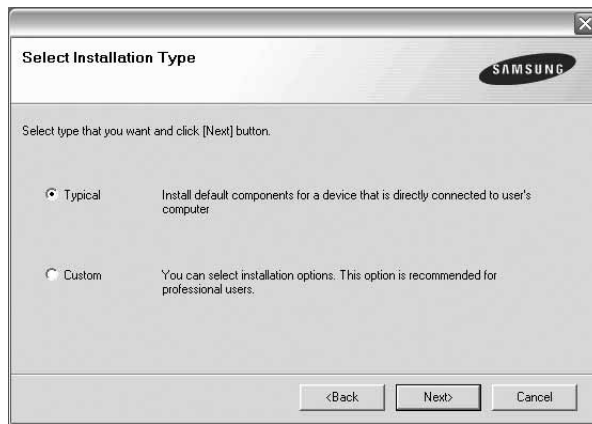 Select Installation Type
SAMSUNG
Select type that you want and click [Next] button.
Typical
Install default components for a device that is directly connected to user's
computer
Custom
You can select installation options. This option is recommended for
professional users.
<Back
Next>
Cancel